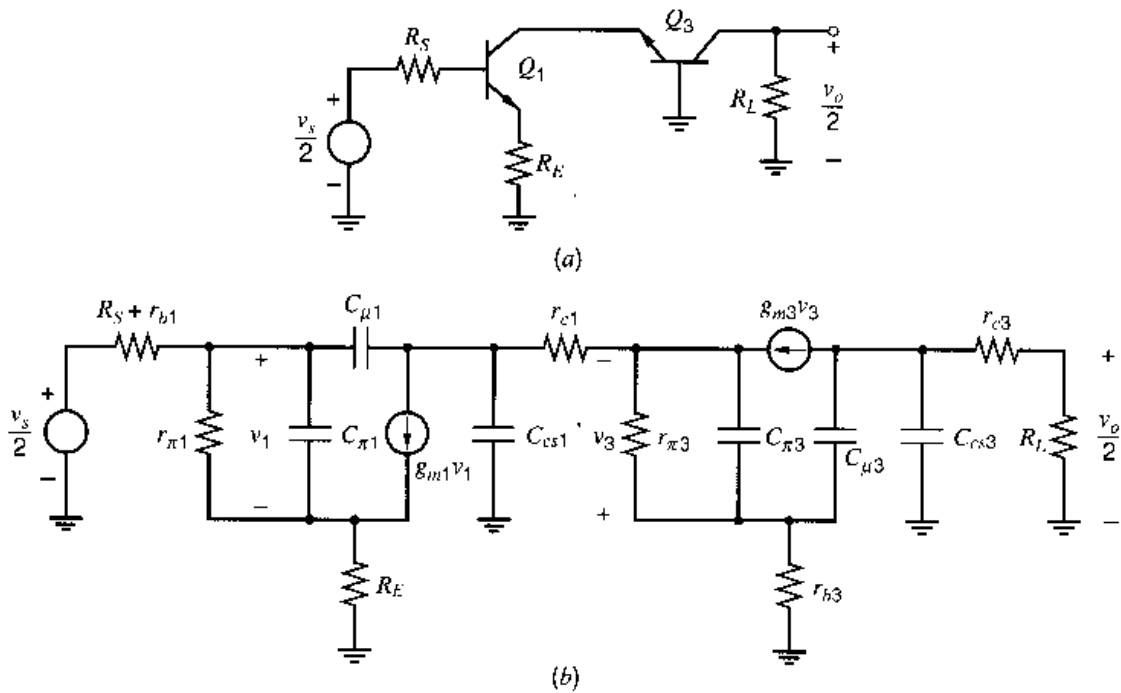 Q3
RS
Q1
+
vs/2
−
RE
RL
+
vo/2
−
(a)
RS + rb1
Cμ1
rc1
gm3v3
rc3
+
vs/2
−
rπ1
+
v1
−
Cπ1
gm1v1
Ccs1
−
v3
+
rπ3
Cπ3
Cμ3
Ccs3
RL
+
vo/2
−
RE
rb3
(b)